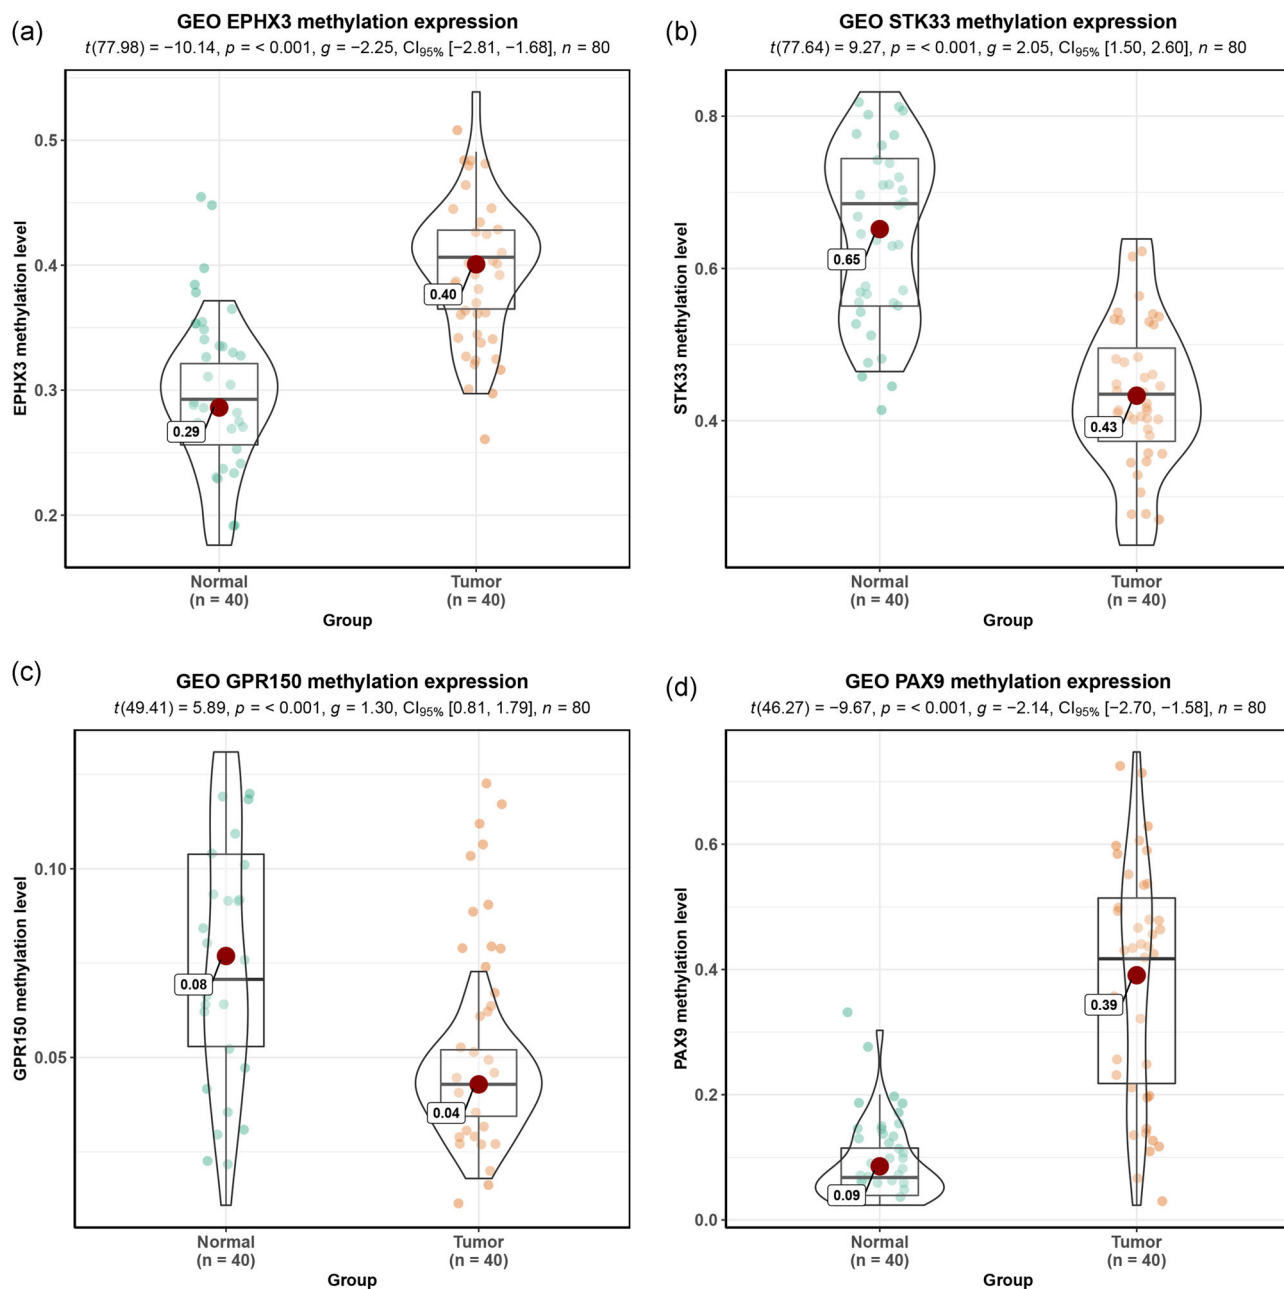 (a)
GEO EPHX3 methylation expression
t(77.98) = −10.14, p = < 0.001, g = −2.25, CI95% [−2.81, −1.68], n = 80
EPHX3 methylation level
0.5
0.4
0.3
0.2
0.29
0.40
Normal
(n = 40)
Tumor
(n = 40)
Group
(b)
GEO STK33 methylation expression
t(77.64) = 9.27, p = < 0.001, g = 2.05, CI95% [1.50, 2.60], n = 80
STK33 methylation level
0.8
0.6
0.4
0.65
0.43
Normal
(n = 40)
Tumor
(n = 40)
Group
(c)
GEO GPR150 methylation expression
t(49.41) = 5.89, p = < 0.001, g = 1.30, CI95% [0.81, 1.79], n = 80
GPR150 methylation level
0.10
0.05
0.08
0.04
Normal
(n = 40)
Tumor
(n = 40)
Group
(d)
GEO PAX9 methylation expression
t(46.27) = −9.67, p = < 0.001, g = −2.14, CI95% [−2.70, −1.58], n = 80
PAX9 methylation level
0.6
0.4
0.2
0.0
0.09
0.39
Normal
(n = 40)
Tumor
(n = 40)
Group